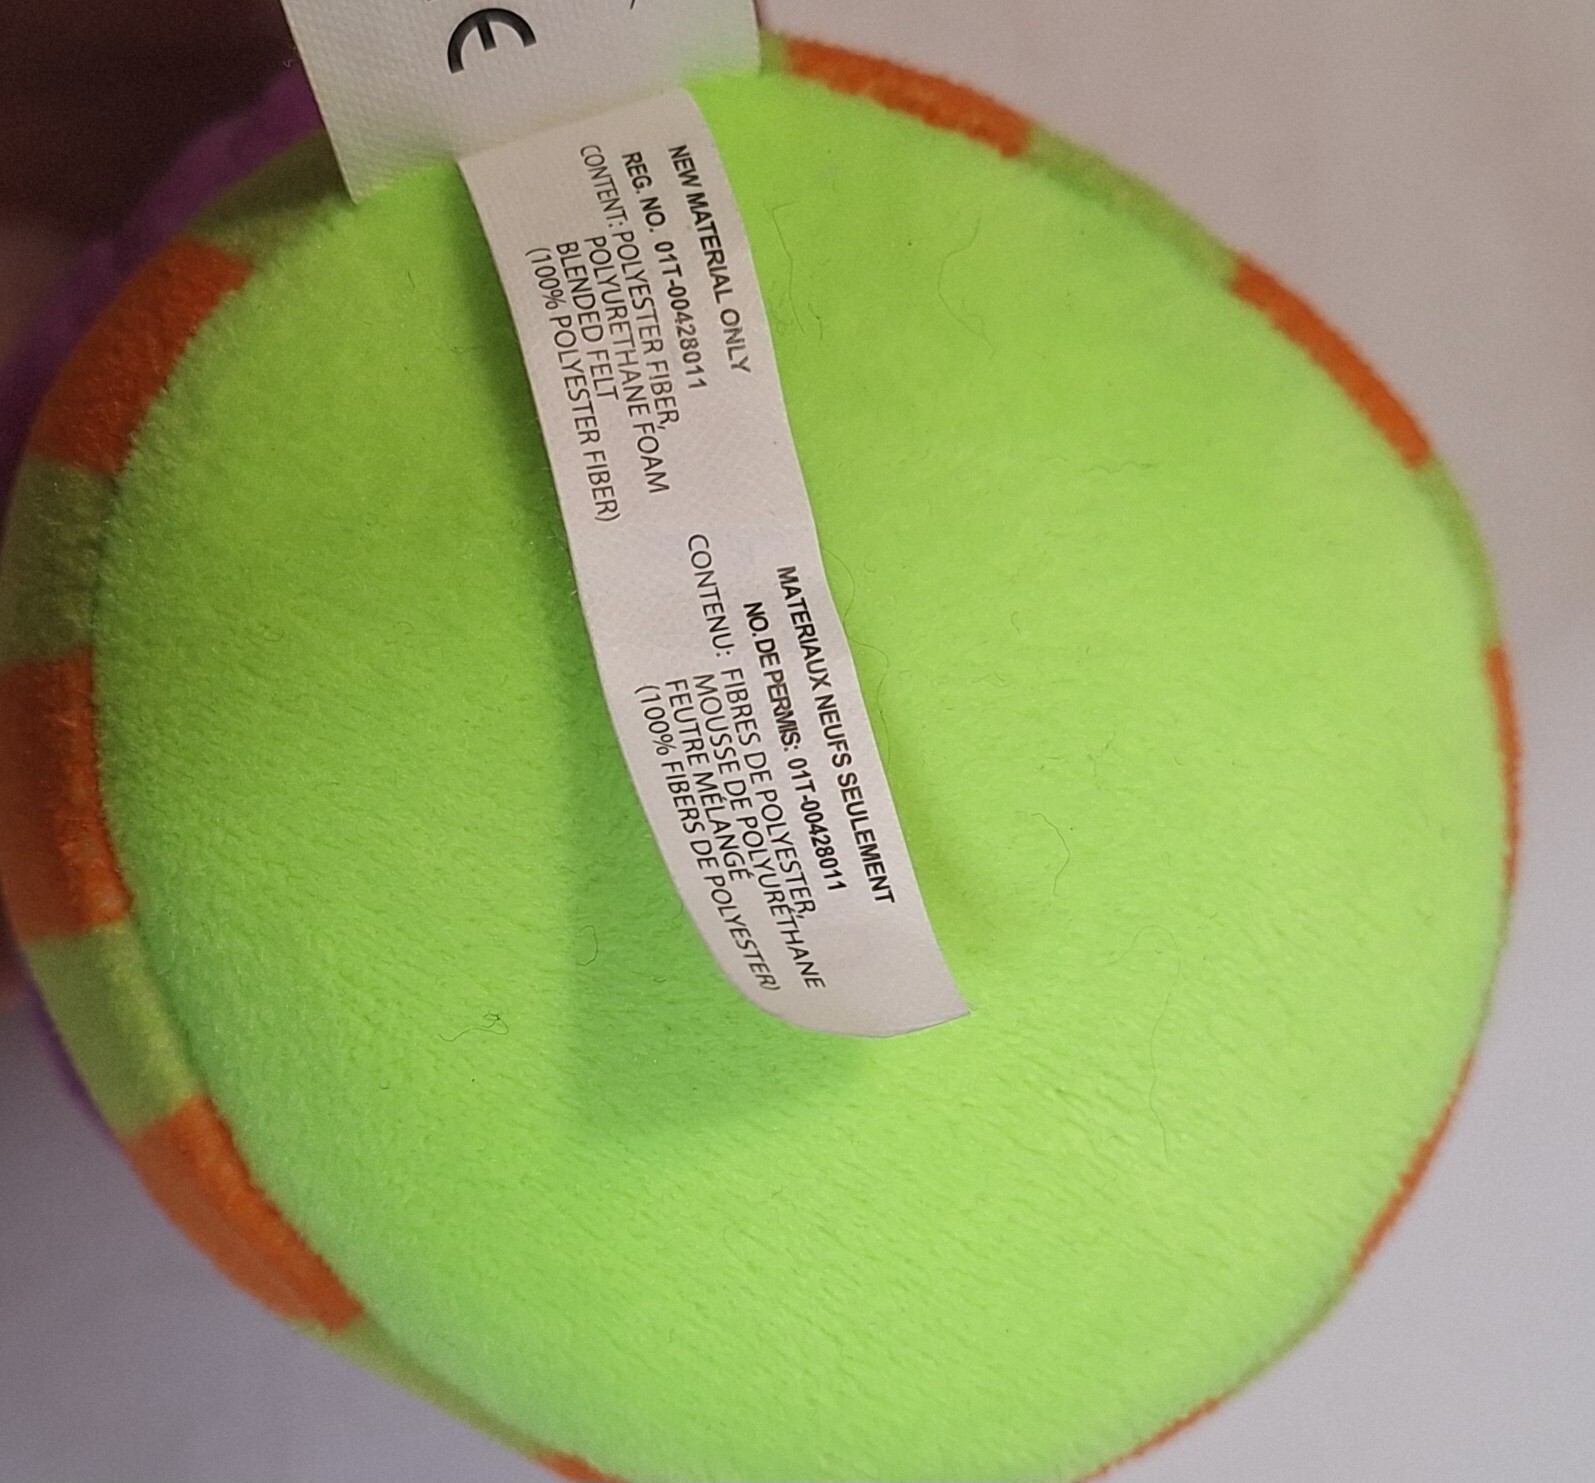 CE
NEW MATERIAL ONLY
REG. NO. 01T-00428011
CONTENT: POLYESTER FIBER,
POLYURETHANE FOAM
BLENDED FELT
(100% POLYESTER FIBER)
MATERIAUX NEUFS SEULEMENT
NO. DE PERMIS: 01T-00428011
CONTENU: FIBRES DE POLYESTER,
MOUSSE DE POLYURÉTHANE
FEUTRE MÉLANGÉ
(100% FIBERS DE POLYESTER)